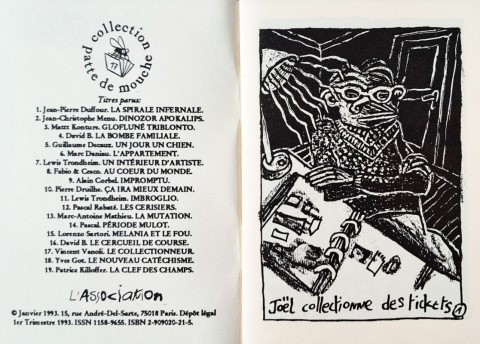 collection
patte de mouche
17
Titres parus:
1. Jean-Pierre Duffour. LA SPIRALE INFERNALE.
2. Jean-Christophe Menu. DINOZOR APOKALIPS.
3. Matt Konture. GLOFLUNÉ TRIBLONTO.
4. David B. LA BOMBE FAMILIALE.
5. Guillaume Decaux. UN JOUR UN CHIEN.
6. Marc Daniau. L'APPARTEMENT.
7. Lewis Trondheim. UN INTÉRIEUR D'ARTISTE.
8. Fabio & Cesco. AU COEUR DU MONDE.
9. Alain Corbel. IMPROMPTU.
10. Pierre Druilhe. ÇA IRA MIEUX DEMAIN.
11. Lewis Trondheim. IMBROGLIO.
12. Pascal Rabaté. LES CERISIERS.
13. Marc-Antoine Mathieu. LA MUTATION.
14. Pascal. PÉRIODE MULOT.
15. Lorenzo Sartori. MELANIA ET LE FOU.
16. David B. LE CERCUEIL DE COURSE.
17. Vincent Vanoli. LE COLLECTIONNEUR.
18. Yves Got. LE NOUVEAU CATÉCHISME.
19. Patrice Killoffer. LA CLEF DES CHAMPS.
L'Association
© Janvier 1993. 15, rue André-Del-Sarte, 75018 Paris. Dépôt légal
1er Trimestre 1993. ISSN 1158-9655. ISBN 2-909020-21-5.
Joël collectionne des tickets
1